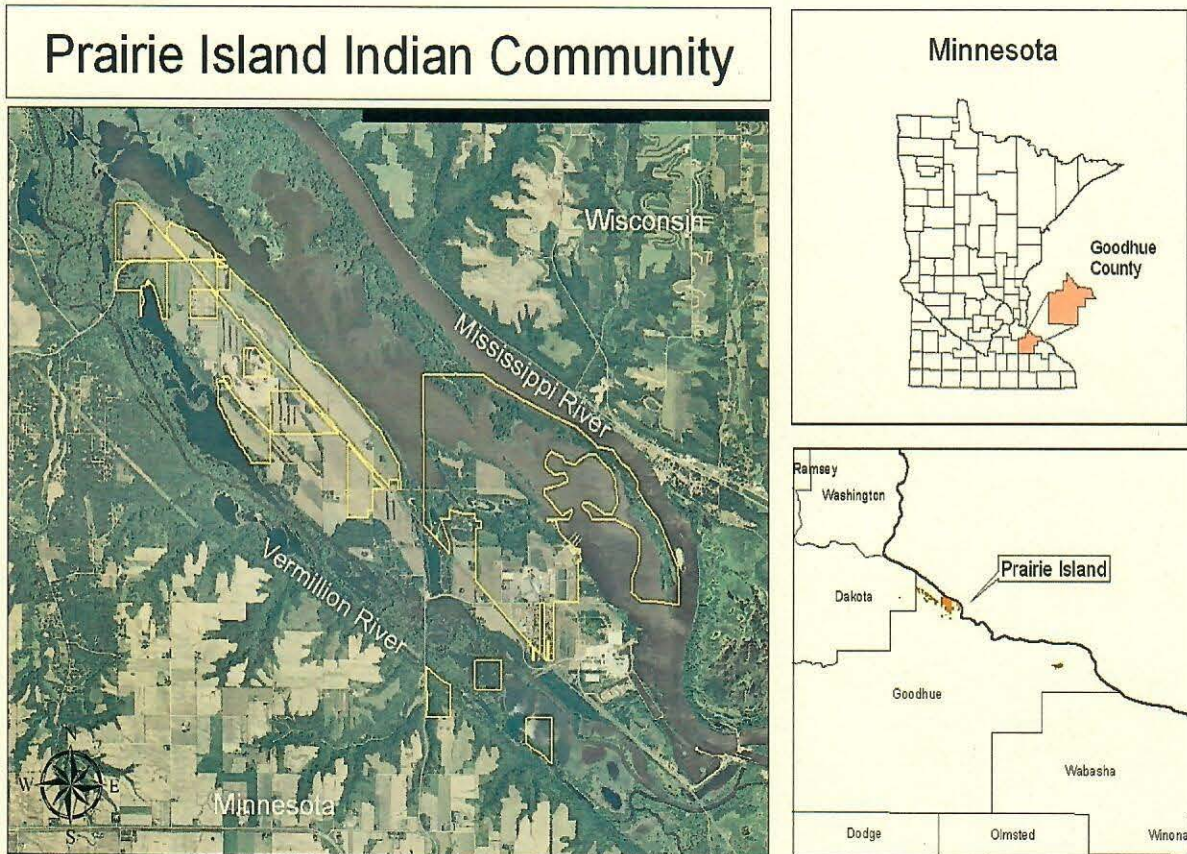 Prairie Island Indian Community
Wisconsin
Mississippi River
Vermillion River
Minnesota
N
W
E
S
Minnesota
Goodhue
County
Ramsey
Washington
Prairie Island
Dakota
Goodhue
Wabasha
Dodge
Olmsted
Winona